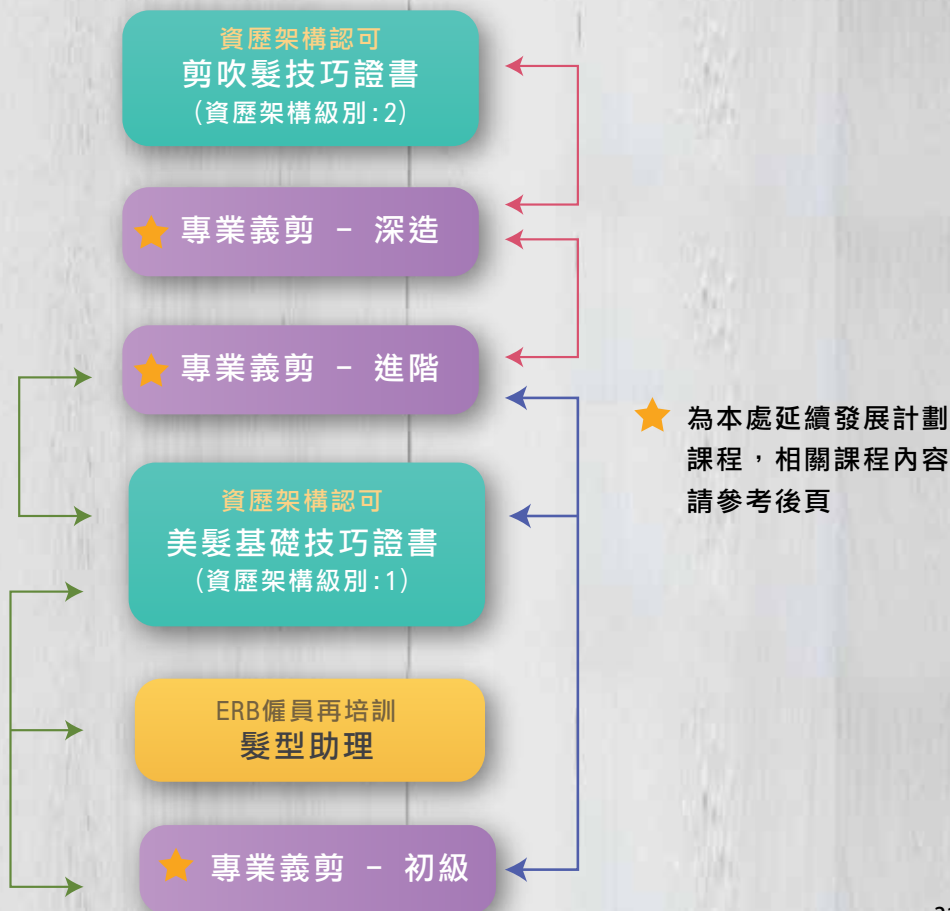 資歷架構認可
剪吹髮技巧證書
（資歷架構級別：2）
專業義剪 - 深造
專業義剪 - 進階
為本處延續發展計劃
課程，相關課程內容
請參考後頁
資歷架構認可
美髮基礎技巧證書
（資歷架構級別：1）
ERB僱員再培訓
髮型助理
專業義剪 - 初級